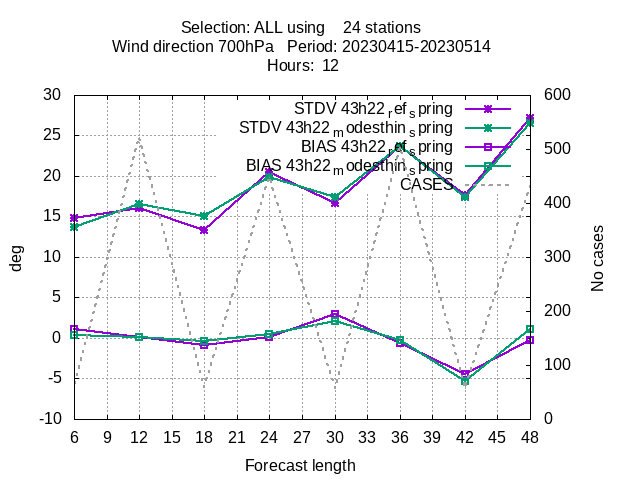 Selection: ALL using    24 stations
Wind direction 700hPa   Period: 20230415-20230514
Hours:  12
30 600
STDV 43h22_ref_spring
STDV 43h22_modesthin_spring
BIAS 43h22_ref_spring
BIAS 43h22_modesthin_spring
CASES
25 500
20 400
15
10 300
5 200
0
-5 100
-10 0
deg
No cases
6 9 12 15 18 21 24 27 30 33 36 39 42 45 48
Forecast length